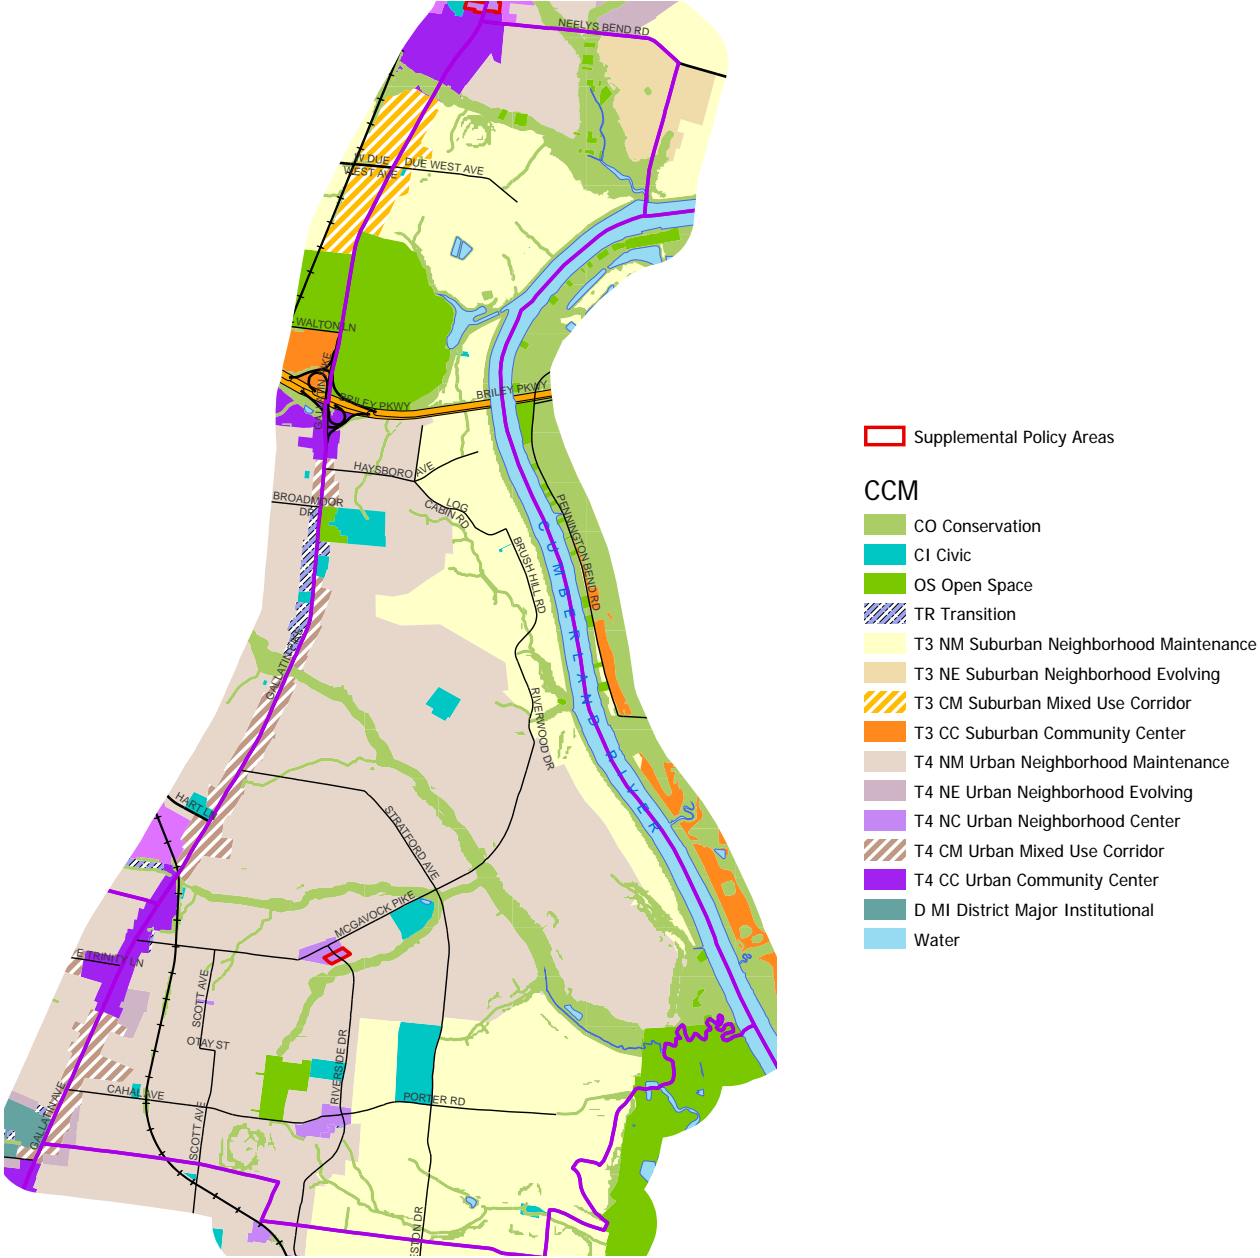 NEELYS BEND RD
W DUE
WEST AVE
DUE WEST AVE
WALTON LN
GALLATIN PIKE
BRILEY PKWY
BRILEY PKWY
HAYSBORO AVE
BROADMOOR
DR
LOG
CABIN RD
BRUSH HILL RD
PENNINGTON BEND RD
CUMBERLAND RIVER
GALLATIN PIKE
RIVERWOOD DR
HART LN
STRATFORD AVE
MCGAVOCK PIKE
E TRINITY LN
SCOTT AVE
OTAY ST
RIVERSIDE DR
CAHAL AVE
PORTER RD
GALLATIN AVE
SCOTT AVE
Supplemental Policy Areas
CCM
CO Conservation
CI Civic
OS Open Space
TR Transition
T3 NM Suburban Neighborhood Maintenance
T3 NE Suburban Neighborhood Evolving
T3 CM Suburban Mixed Use Corridor
T3 CC Suburban Community Center
T4 NM Urban Neighborhood Maintenance
T4 NE Urban Neighborhood Evolving
T4 NC Urban Neighborhood Center
T4 CM Urban Mixed Use Corridor
T4 CC Urban Community Center
D MI District Major Institutional
Water